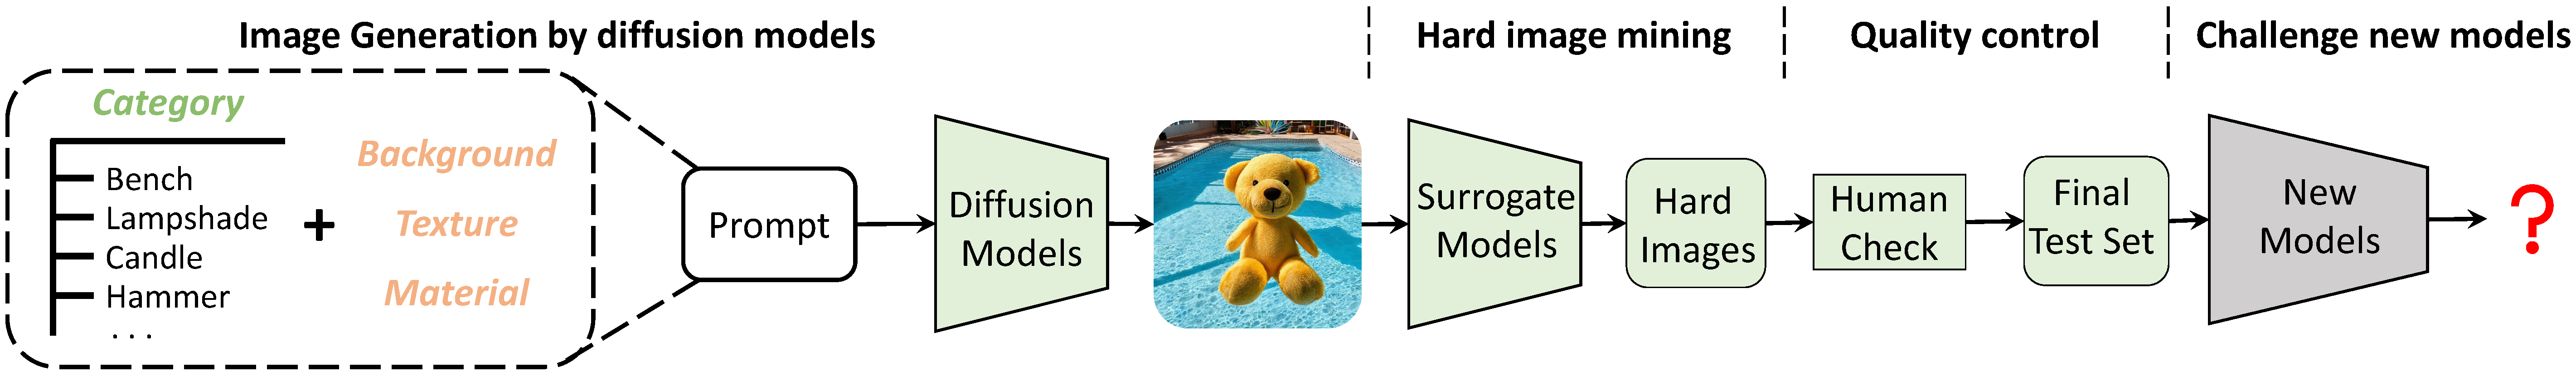 Image Generation by diffusion models
Hard image mining
Quality control
Challenge new models
Category
Bench
Lampshade
Candle
Hammer
. . .
+
Background
Texture
Material
Prompt
Diffusion
Models
Surrogate
Models
Hard
Images
Human
Check
Final
Test Set
New
Models
?